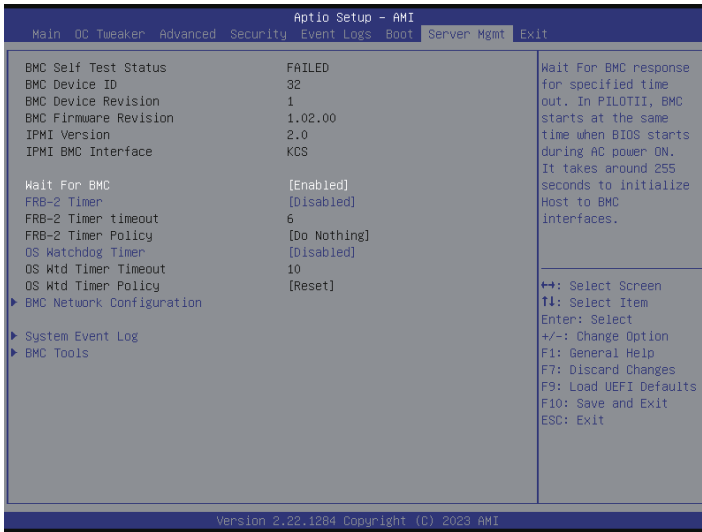 Aptio Setup – AMI
Main OC Tweaker Advanced Security Event Logs Boot Server Mgmt Exit
BMC Self Test Status FAILED
BMC Device ID 32
BMC Device Revision 1
BMC Firmware Revision 1.02.00
IPMI Version 2.0
IPMI BMC Interface KCS
Wait For BMC [Enabled]
FRB-2 Timer [Disabled]
FRB-2 Timer timeout 6
FRB-2 Timer Policy [Do Nothing]
OS Watchdog Timer [Disabled]
OS Wtd Timer Timeout 10
OS Wtd Timer Policy [Reset]
BMC Network Configuration
System Event Log
BMC Tools
Wait For BMC response
for specified time
out. In PILOTII, BMC
starts at the same
time when BIOS starts
during AC power ON.
It takes around 255
seconds to initialize
Host to BMC
interfaces.
↔: Select Screen
↑↓: Select Item
Enter: Select
+/-: Change Option
F1: General Help
F7: Discard Changes
F9: Load UEFI Defaults
F10: Save and Exit
ESC: Exit
Version 2.22.1284 Copyright (C) 2023 AMI